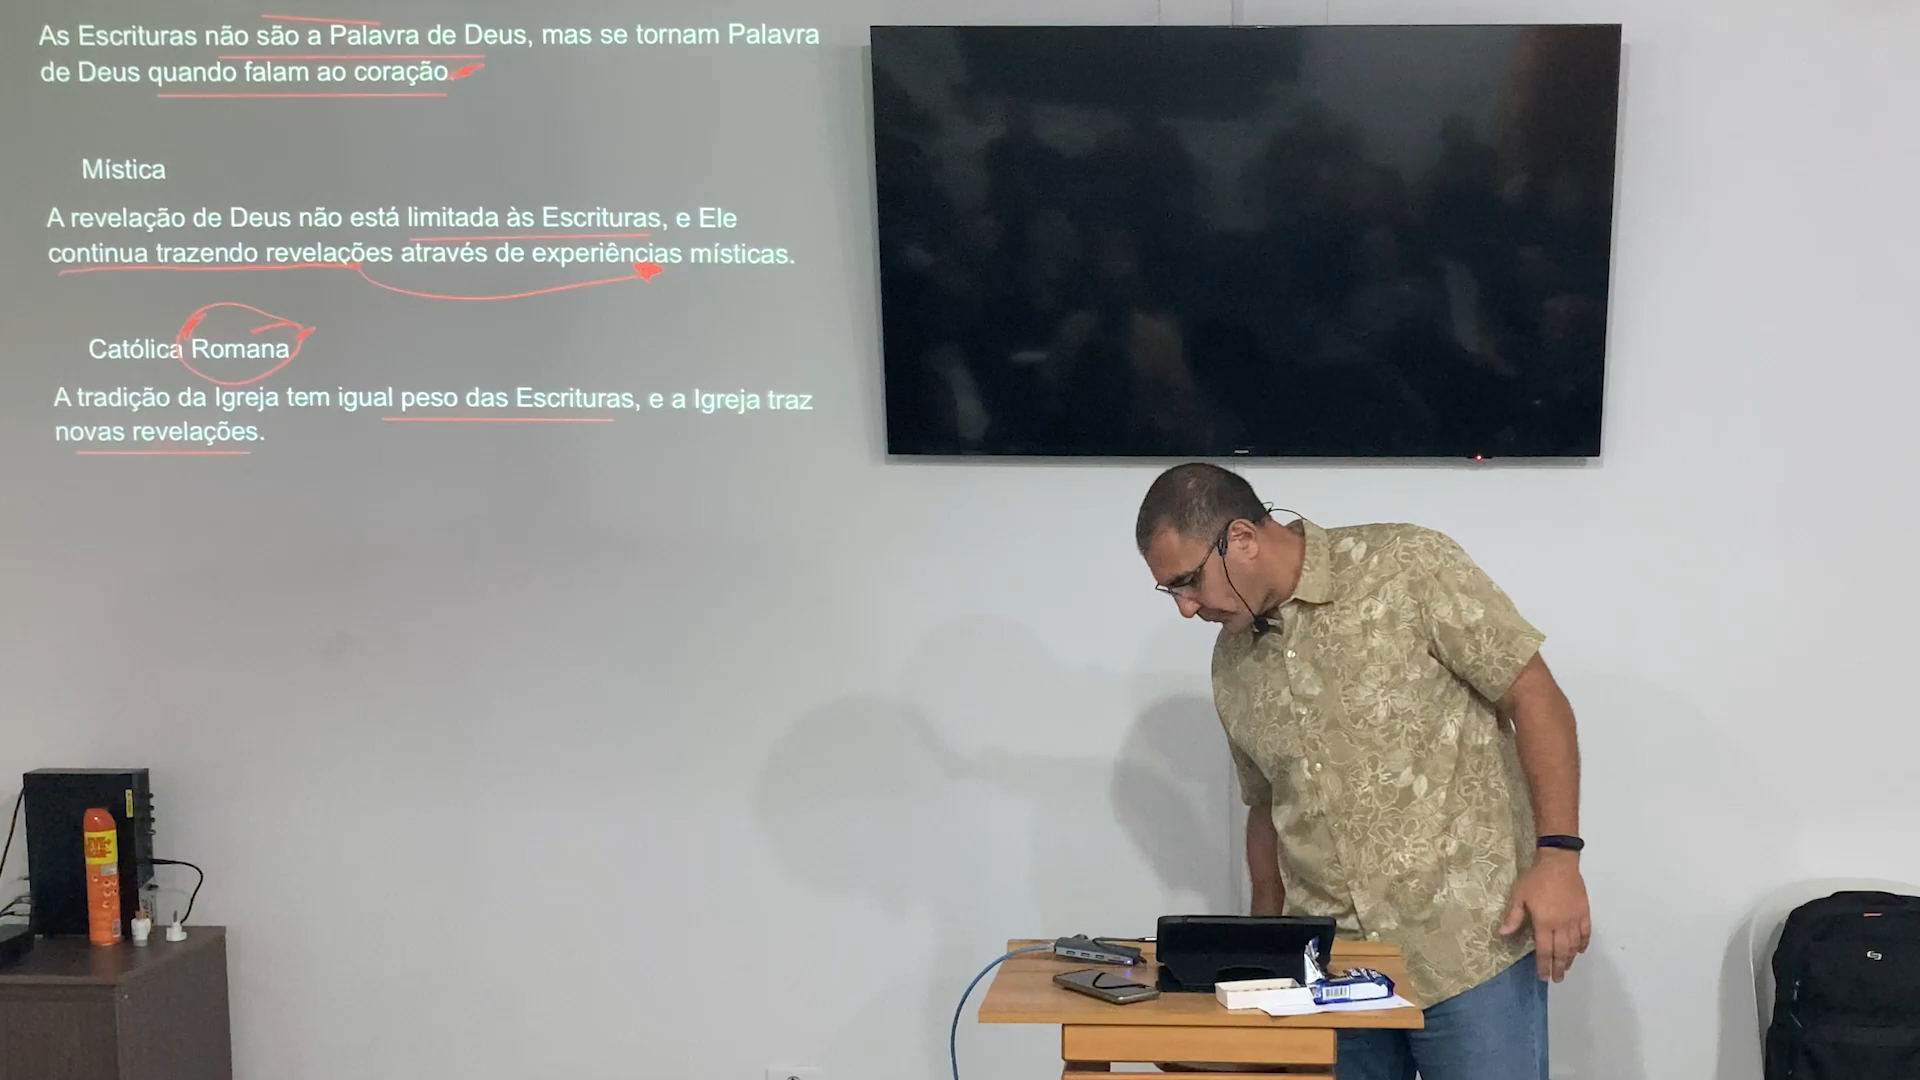 As Escrituras não são a Palavra de Deus, mas se tornam Palavra
de Deus quando falam ao coração.
Mística
A revelação de Deus não está limitada às Escrituras, e Ele
continua trazendo revelações através de experiências místicas.
Católica Romana
A tradição da Igreja tem igual peso das Escrituras, e a Igreja traz
novas revelações.